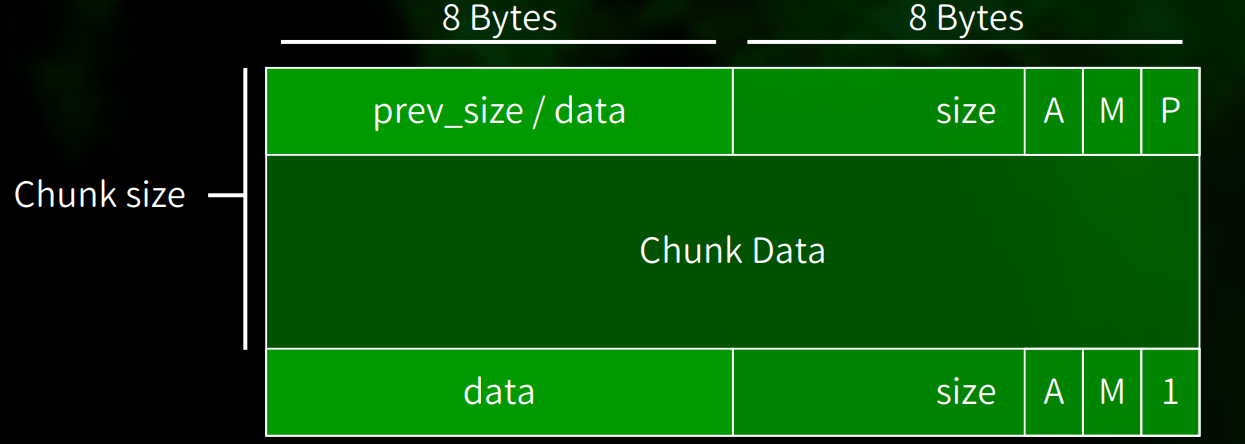 8 Bytes 8 Bytes
prev_size / data size A M P
Chunk size
Chunk Data
data size A M 1